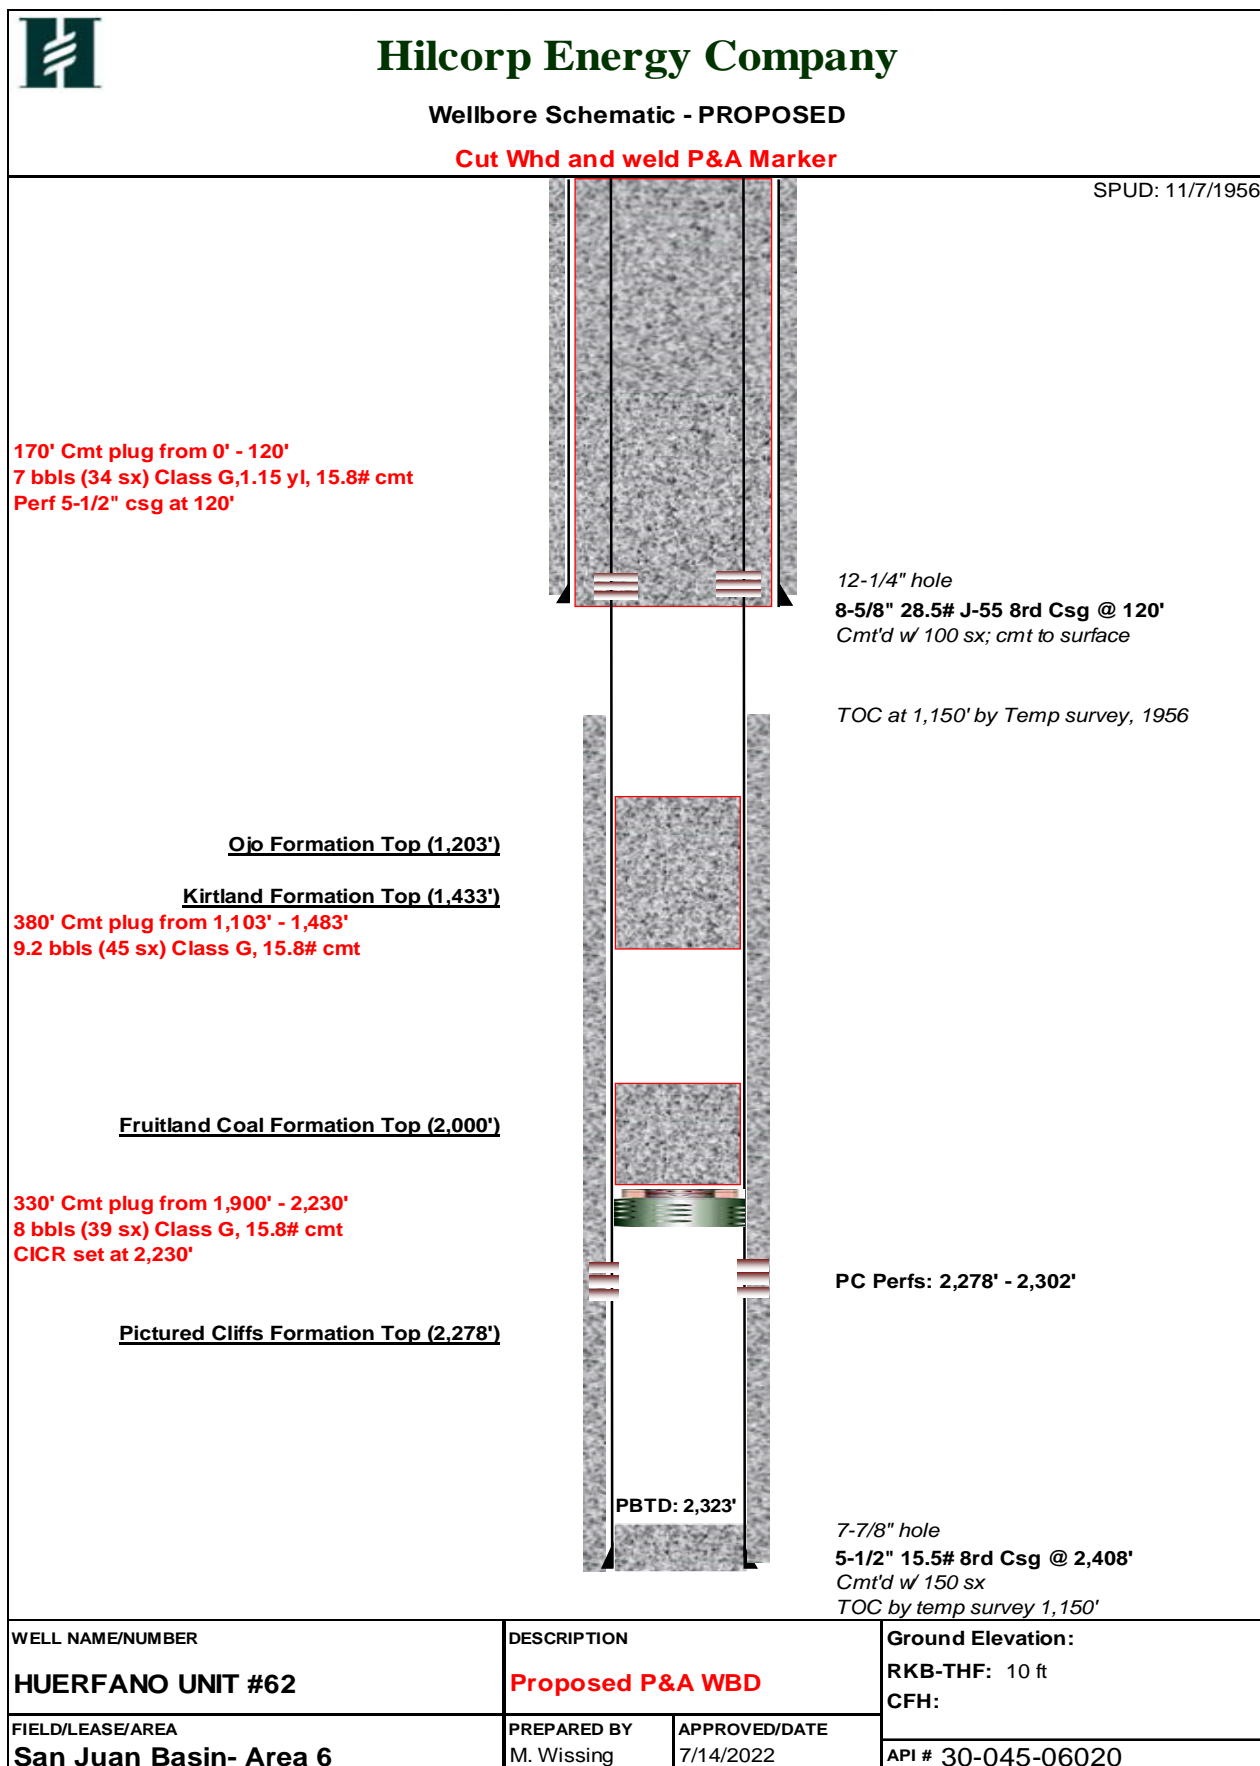 Hilcorp Energy Company
Wellbore Schematic - PROPOSED
Cut Whd and weld P&A Marker
SPUD: 11/7/1956
170' Cmt plug from 0' - 120'
7 bbls (34 sx) Class G,1.15 yl, 15.8# cmt
Perf 5-1/2" csg at 120'
12-1/4" hole
8-5/8" 28.5# J-55 8rd Csg @ 120'
Cmt'd w/ 100 sx; cmt to surface
TOC at 1,150' by Temp survey, 1956
Ojo Formation Top (1,203')
Kirtland Formation Top (1,433')
380' Cmt plug from 1,103' - 1,483'
9.2 bbls (45 sx) Class G, 15.8# cmt
Fruitland Coal Formation Top (2,000')
330' Cmt plug from 1,900' - 2,230'
8 bbls (39 sx) Class G, 15.8# cmt
CICR set at 2,230'
PC Perfs: 2,278' - 2,302'
Pictured Cliffs Formation Top (2,278')
PBTD: 2,323'
7-7/8" hole
5-1/2" 15.5# 8rd Csg @ 2,408'
Cmt'd w/ 150 sx
TOC by temp survey 1,150'
WELL NAME/NUMBER
HUERFANO UNIT #62
DESCRIPTION
Proposed P&A WBD
Ground Elevation:
RKB-THF: 10 ft
CFH:
FIELD/LEASE/AREA
San Juan Basin- Area 6
PREPARED BY
M. Wissing
APPROVED/DATE
7/14/2022
API # 30-045-06020